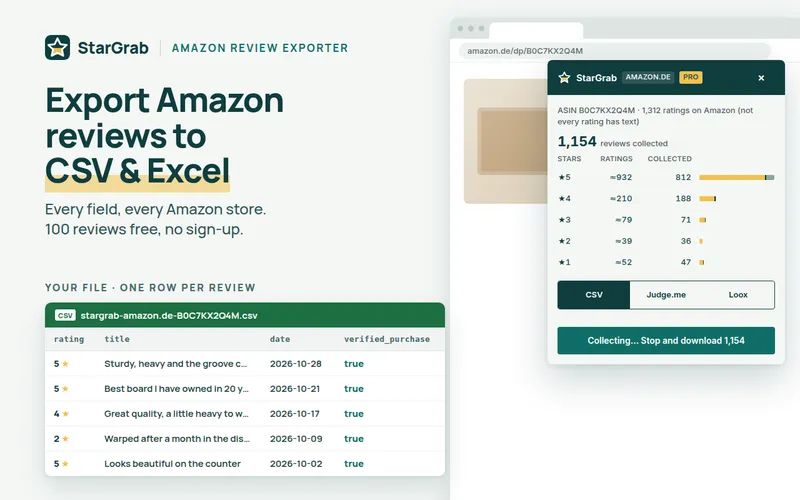 StarGrab
AMAZON REVIEW EXPORTER
Export Amazon
reviews to
CSV & Excel
Every field, every Amazon store.
100 reviews free, no sign-up.
YOUR FILE · ONE ROW PER REVIEW
CSV stargrab-amazon.de-B0C7KX2Q4M.csv
rating title date verified_purchase
5 ★ Sturdy, heavy and the groove c... 2026-10-28 true
5 ★ Best board I have owned in 20 y... 2026-10-21 true
4 ★ Great quality, a little heavy to w... 2026-10-17 true
2 ★ Warped after a month in the dis... 2026-10-09 true
5 ★ Looks beautiful on the counter 2026-10-02 true
amazon.de/dp/B0C7KX2Q4M
StarGrab AMAZON.DE PRO ×
ASIN B0C7KX2Q4M · 1,312 ratings on Amazon (not
every rating has text)
1,154 reviews collected
STARS RATINGS COLLECTED
★5 ≈932 812
★4 ≈210 188
★3 ≈79 71
★2 ≈39 36
★1 ≈52 47
CSV Judge.me Loox
Collecting... Stop and download 1,154